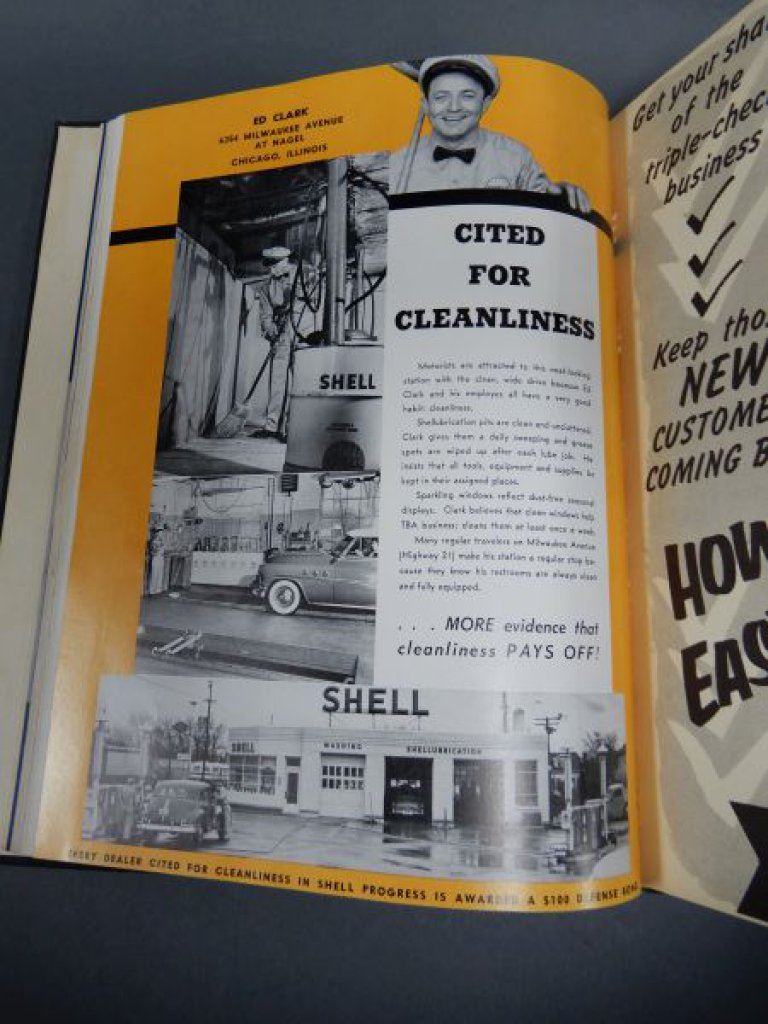 ED CLARK
6254 MILWAUKEE AVENUE
AT NAGEL
CHICAGO, ILLINOIS
CITED
FOR
CLEANLINESS
Motorists are attracted to this neat-looking
station with the clean, wide drive because Ed
Clark and his employes all have a very good
habit: cleanliness.
Shellubrication pits are clean and uncluttered.
Clark gives them a daily sweeping and grease
spots are wiped up after each lube job. He
insists that all tools, equipment and supplies be
kept in their assigned places.
Sparkling windows reflect dust-free seasonal
displays. Clark believes that clean windows help
TBA business; cleans them at least once a week.
Many regular travelers on Milwaukee Avenue
(Highway 21) make his station a regular stop be-
cause they know his restrooms are always clean
and fully equipped.
. . . MORE evidence that
cleanliness PAYS OFF!
SHELL
SHELL
SHELL
WASHING
SHELLUBRICATION
EVERY DEALER CITED FOR CLEANLINESS IN SHELL PROGRESS IS AWARDED A $100 DEFENSE BOND
Get your sha
of the
triple-chec
business
Keep tho
NEW
CUSTOME
COMING B
HOW
EAS